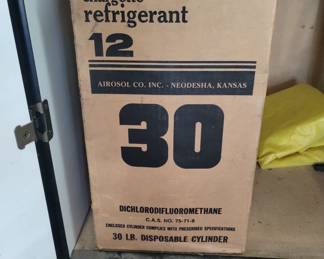 refrigerant
12
AIROSOL CO. INC. - NEODESHA, KANSAS
30
DICHLORODIFLUOROMETHANE
C.A.S. NO. 75-71-8
ENCLOSED CYLINDER COMPLIES WITH PRESCRIBED SPECIFICATIONS
30 LB. DISPOSABLE CYLINDER